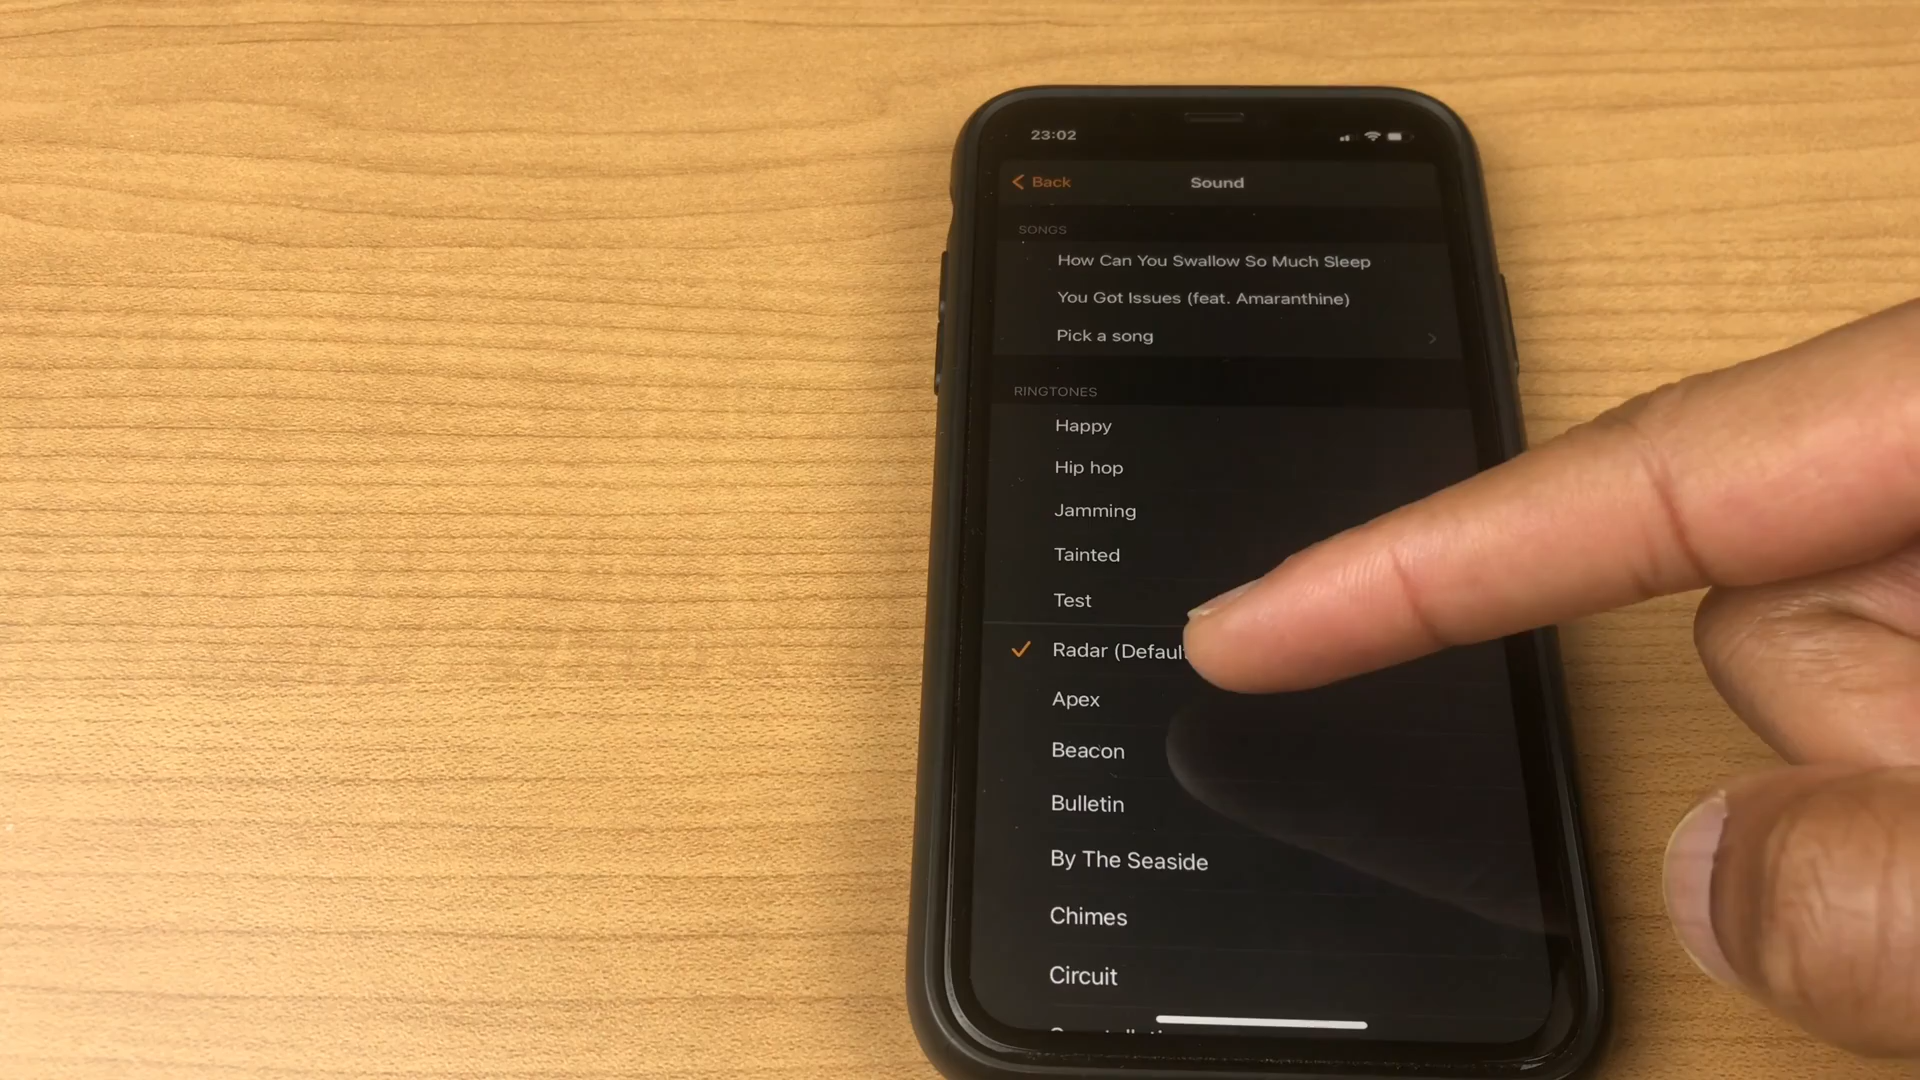 23:02
Back
Sound
SONGS
How Can You Swallow So Much Sleep
You Got Issues (feat. Amaranthine)
Pick a song
RINGTONES
Happy
Hip hop
Jamming
Tainted
Test
Radar (Defaul
Apex
Beacon
Bulletin
By The Seaside
Chimes
Circuit